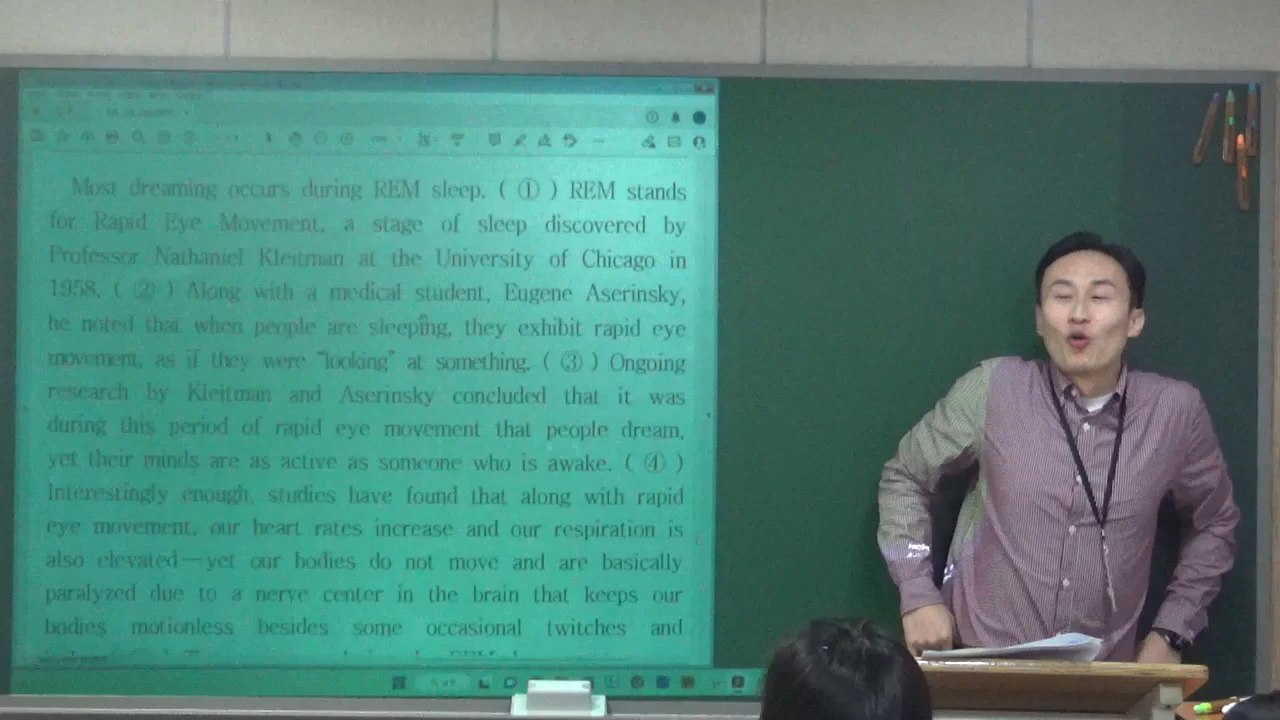 Most dreaming occurs during REM sleep. ( ① ) REM stands
for Rapid Eye Movement, a stage of sleep discovered by
Professor Nathaniel Kleitman at the University of Chicago in
1958. ( ② ) Along with a medical student, Eugene Aserinsky,
he noted that when people are sleeping, they exhibit rapid eye
movement, as if they were "looking" at something. ( ③ ) Ongoing
research by Kleitman and Aserinsky concluded that it was
during this period of rapid eye movement that people dream,
yet their minds are as active as someone who is awake. ( ④ )
Interestingly enough, studies have found that along with rapid
eye movement, our heart rates increase and our respiration is
also elevated—yet our bodies do not move and are basically
paralyzed due to a nerve center in the brain that keeps our
bodies motionless besides some occasional twitches and